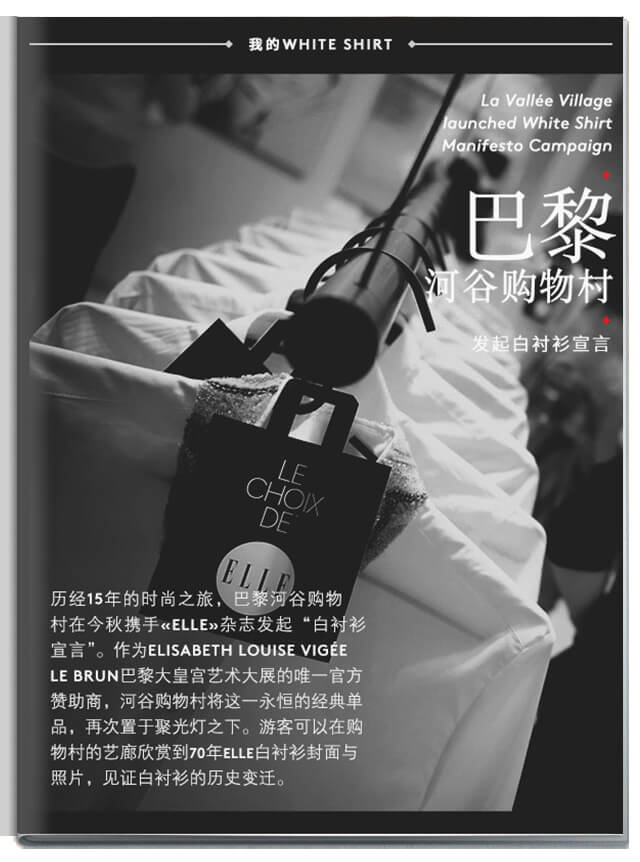 我的WHITE SHIRT
La Vallée Village
launched White Shirt
Manifesto Campaign
巴黎
河谷购物村
发起白衬衫宣言
LE
CHOIX
DE
ELLE
历经15年的时尚之旅，巴黎河谷购物
村在今秋携手«ELLE»杂志发起“白衬衫
宣言”。作为ELISABETH LOUISE VIGÉE
LE BRUN巴黎大皇宫艺术大展的唯一官方
赞助商，河谷购物村将这一永恒的经典单
品，再次置于聚光灯之下。游客可以在购
物村的艺廊欣赏到70年ELLE白衬衫封面与
照片，见证白衬衫的历史变迁。